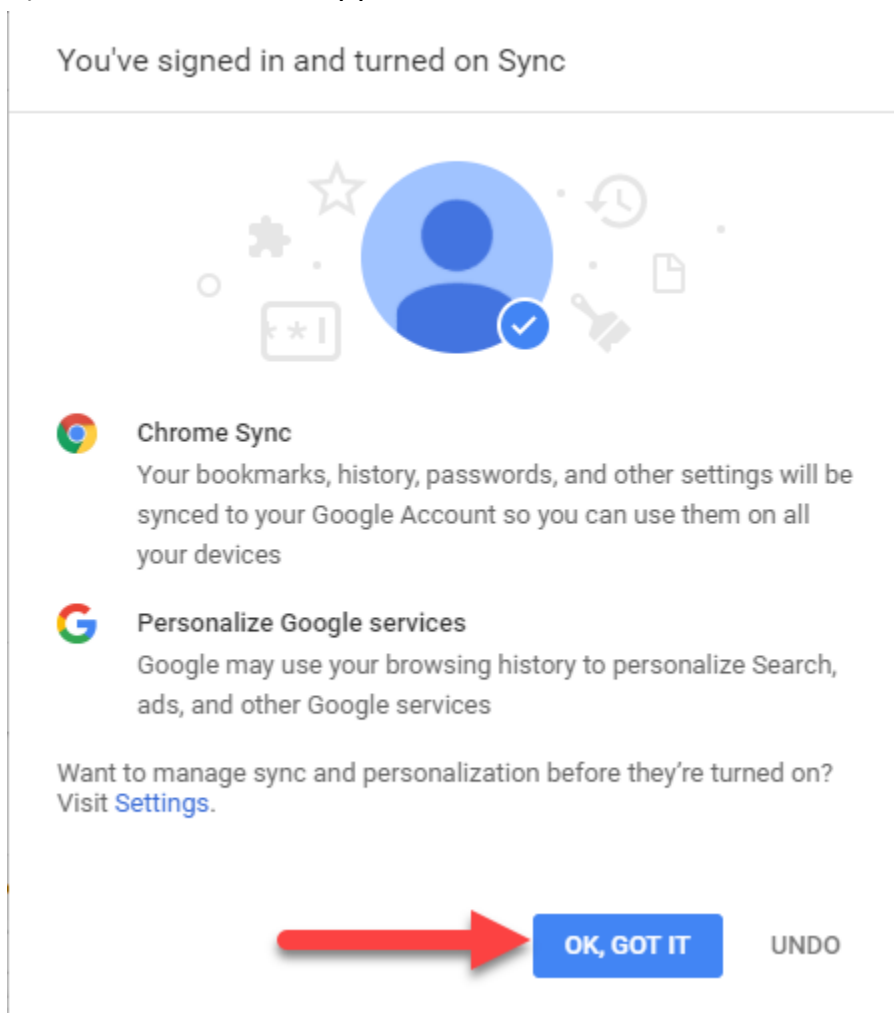 You've signed in and turned on Sync
**|
Chrome Sync
Your bookmarks, history, passwords, and other settings will be
synced to your Google Account so you can use them on all
your devices
Personalize Google services
Google may use your browsing history to personalize Search,
ads, and other Google services
Want to manage sync and personalization before they're turned on?
Visit Settings.
OK, GOT IT UNDO